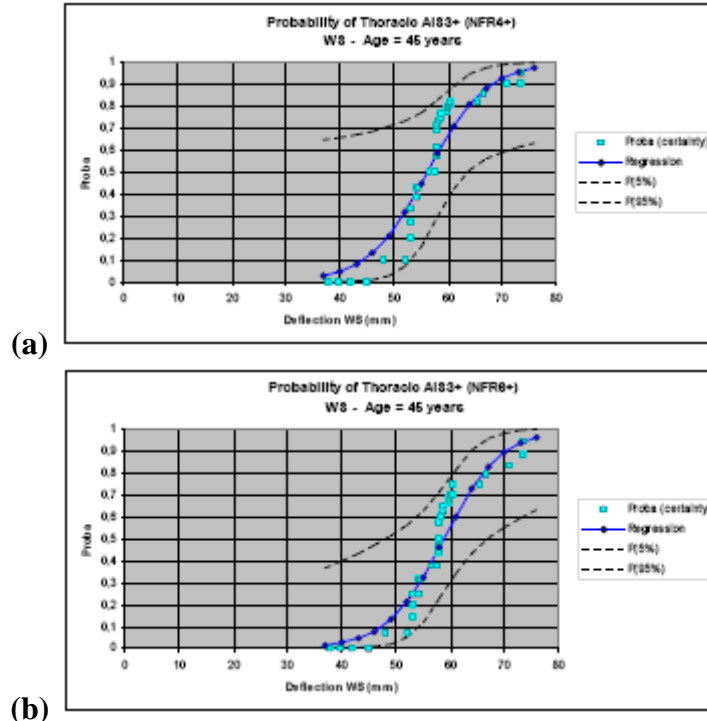 Probability of Thoracic AIS3+ (NFR4+)
WS - Age = 45 years
1
0,9
0,8
0,7
0,6
0,5
0,4
0,3
0,2
0,1
0
Proba
0 10 20 30 40 50 60 70 80
Deflection WS (mm)
Proba (certainty)
Regression
P(5%)
P(95%)
(a)
Probability of Thoracic AIS3+ (NFR6+)
WS - Age = 45 years
1
0,9
0,8
0,7
0,6
0,5
0,4
0,3
0,2
0,1
0
Proba
0 10 20 30 40 50 60 70 80
Deflection WS (mm)
Proba (certainty)
Regression
P(5%)
P(95%)
(b)